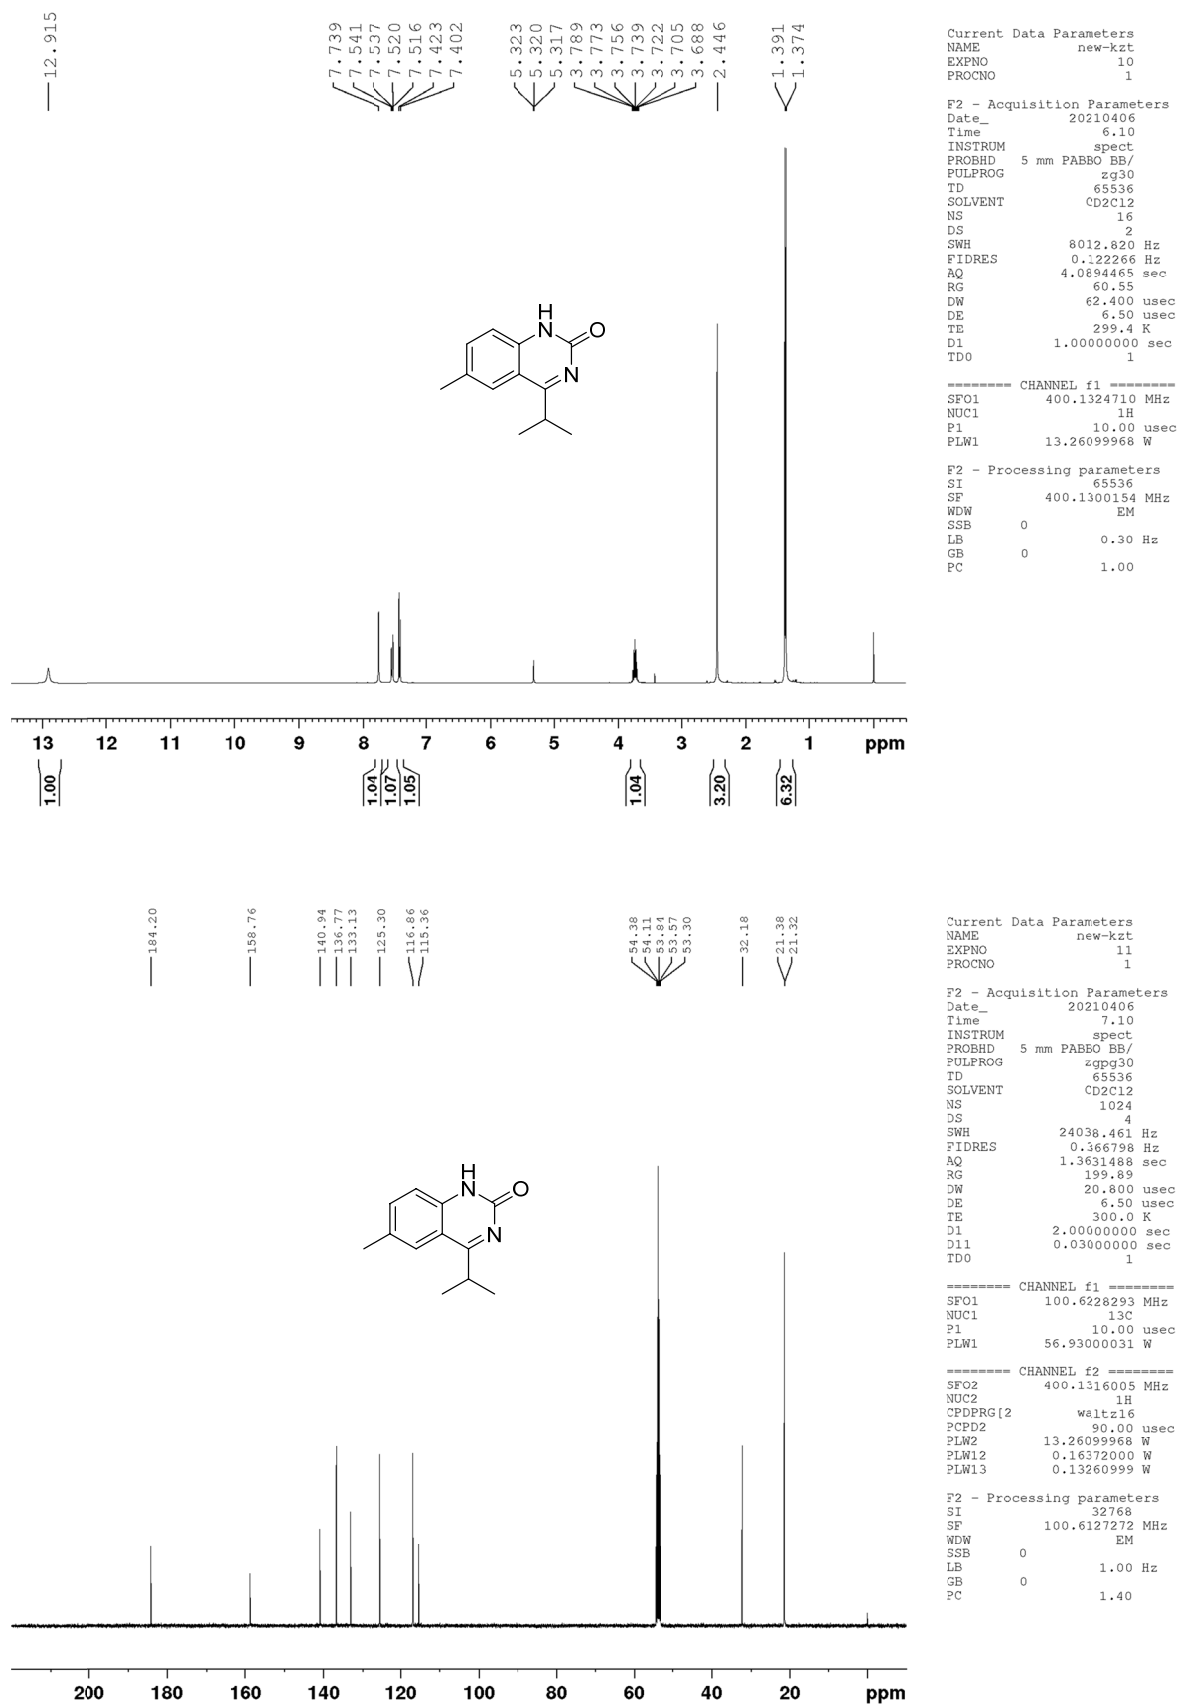 12.915
7.739
7.541
7.537
7.520
7.516
7.423
7.402
5.323
5.320
5.317
3.789
3.773
3.756
3.739
3.722
3.705
3.688
2.446
1.391
1.374
Current Data Parameters
NAME new-kzt
EXPNO 10
PROCNO 1
F2 - Acquisition Parameters
Date_ 20210406
Time 6.10
INSTRUM spect
PROBHD 5 mm PABBO BB/
PULPROG zg30
TD 65536
SOLVENT CD2Cl2
NS 16
DS 2
SWH 8012.820 Hz
FIDRES 0.122266 Hz
AQ 4.0894465 sec
RG 60.55
DW 62.400 usec
DE 6.50 usec
TE 299.4 K
D1 1.00000000 sec
TD0 1
======== CHANNEL f1 ========
SFO1 400.1324710 MHz
NUC1 1H
P1 10.00 usec
PLW1 13.26099968 W
F2 - Processing parameters
SI 65536
SF 400.1300154 MHz
WDW EM
SSB 0
LB 0.30 Hz
GB 0
PC 1.00
H
N
O
N
13 12 11 10 9 8 7 6 5 4 3 2 1 ppm
1.00
1.04
1.07
1.05
1.04
3.20
6.32
184.20
158.76
140.94
136.77
133.13
125.30
116.86
115.36
54.38
54.11
53.84
53.57
53.30
32.18
21.38
21.32
Current Data Parameters
NAME new-kzt
EXPNO 11
PROCNO 1
F2 - Acquisition Parameters
Date_ 20210406
Time 7.10
INSTRUM spect
PROBHD 5 mm PABBO BB/
PULPROG zgpg30
TD 65536
SOLVENT CD2Cl2
NS 1024
DS 4
SWH 24038.461 Hz
FIDRES 0.366798 Hz
AQ 1.3631488 sec
RG 199.89
DW 20.800 usec
DE 6.50 usec
TE 300.0 K
D1 2.00000000 sec
D11 0.03000000 sec
TD0 1
======== CHANNEL f1 ========
SFO1 100.6228293 MHz
NUC1 13C
P1 10.00 usec
PLW1 56.93000031 W
======== CHANNEL f2 ========
SFO2 400.1316005 MHz
NUC2 1H
CPDPRG[2 waltz16
PCPD2 90.00 usec
PLW2 13.26099968 W
PLW12 0.16372000 W
PLW13 0.13260999 W
F2 - Processing parameters
SI 32768
SF 100.6127272 MHz
WDW EM
SSB 0
LB 1.00 Hz
GB 0
PC 1.40
H
N
O
N
200 180 160 140 120 100 80 60 40 20 ppm